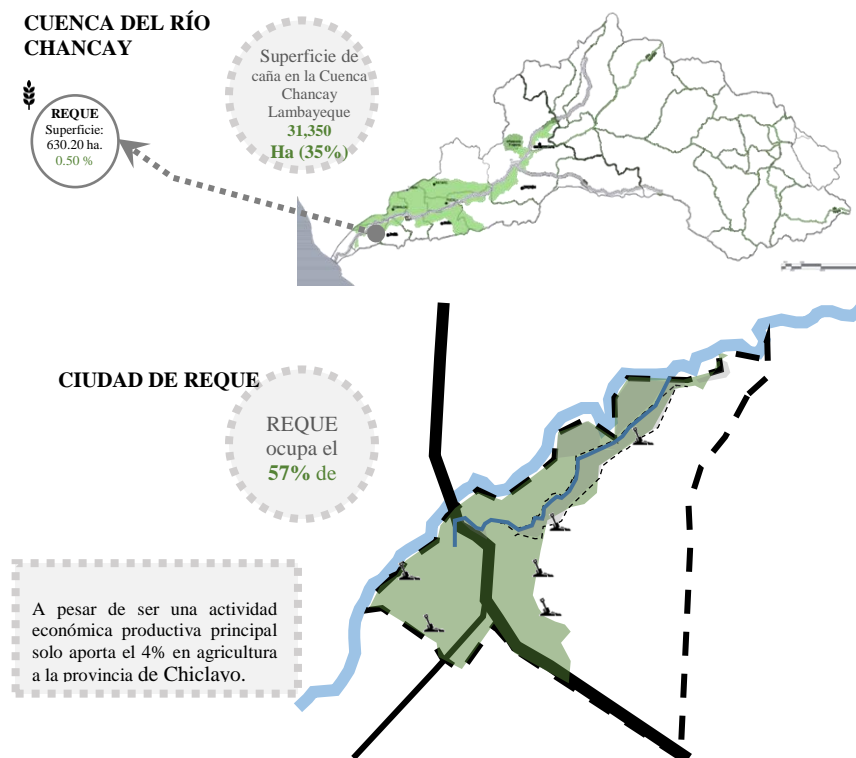 CUENCA DEL RÍO
CHANCAY
REQUE
Superficie:
630.20 ha.
0.50 %
Superficie de
caña en la Cuenca
Chancay
Lambayeque
31,350
Ha (35%)
CIUDAD DE REQUE
REQUE
ocupa el
57% de
A pesar de ser una actividad
económica productiva principal
solo aporta el 4% en agricultura
a la provincia de Chiclayo.